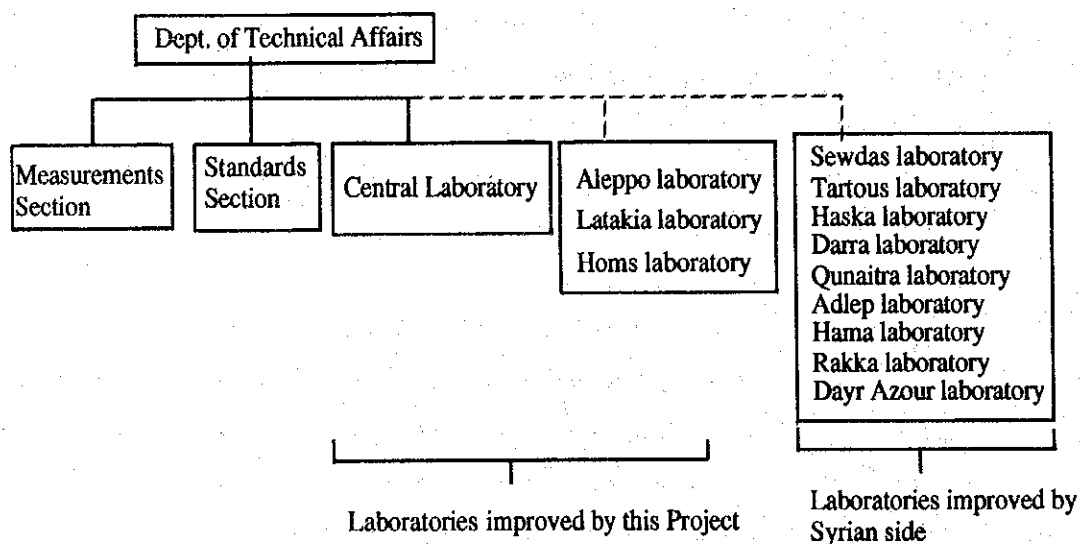 Dept. of Technical Affairs
Measurements
Section
Standards
Section
Central Laboratory
Aleppo laboratory
Latakia laboratory
Homs laboratory
Sewdas laboratory
Tartous laboratory
Haska laboratory
Darra laboratory
Qunaitra laboratory
Adlep laboratory
Hama laboratory
Rakka laboratory
Dayr Azour laboratory
Laboratories improved by this Project
Laboratories improved by
Syrian side